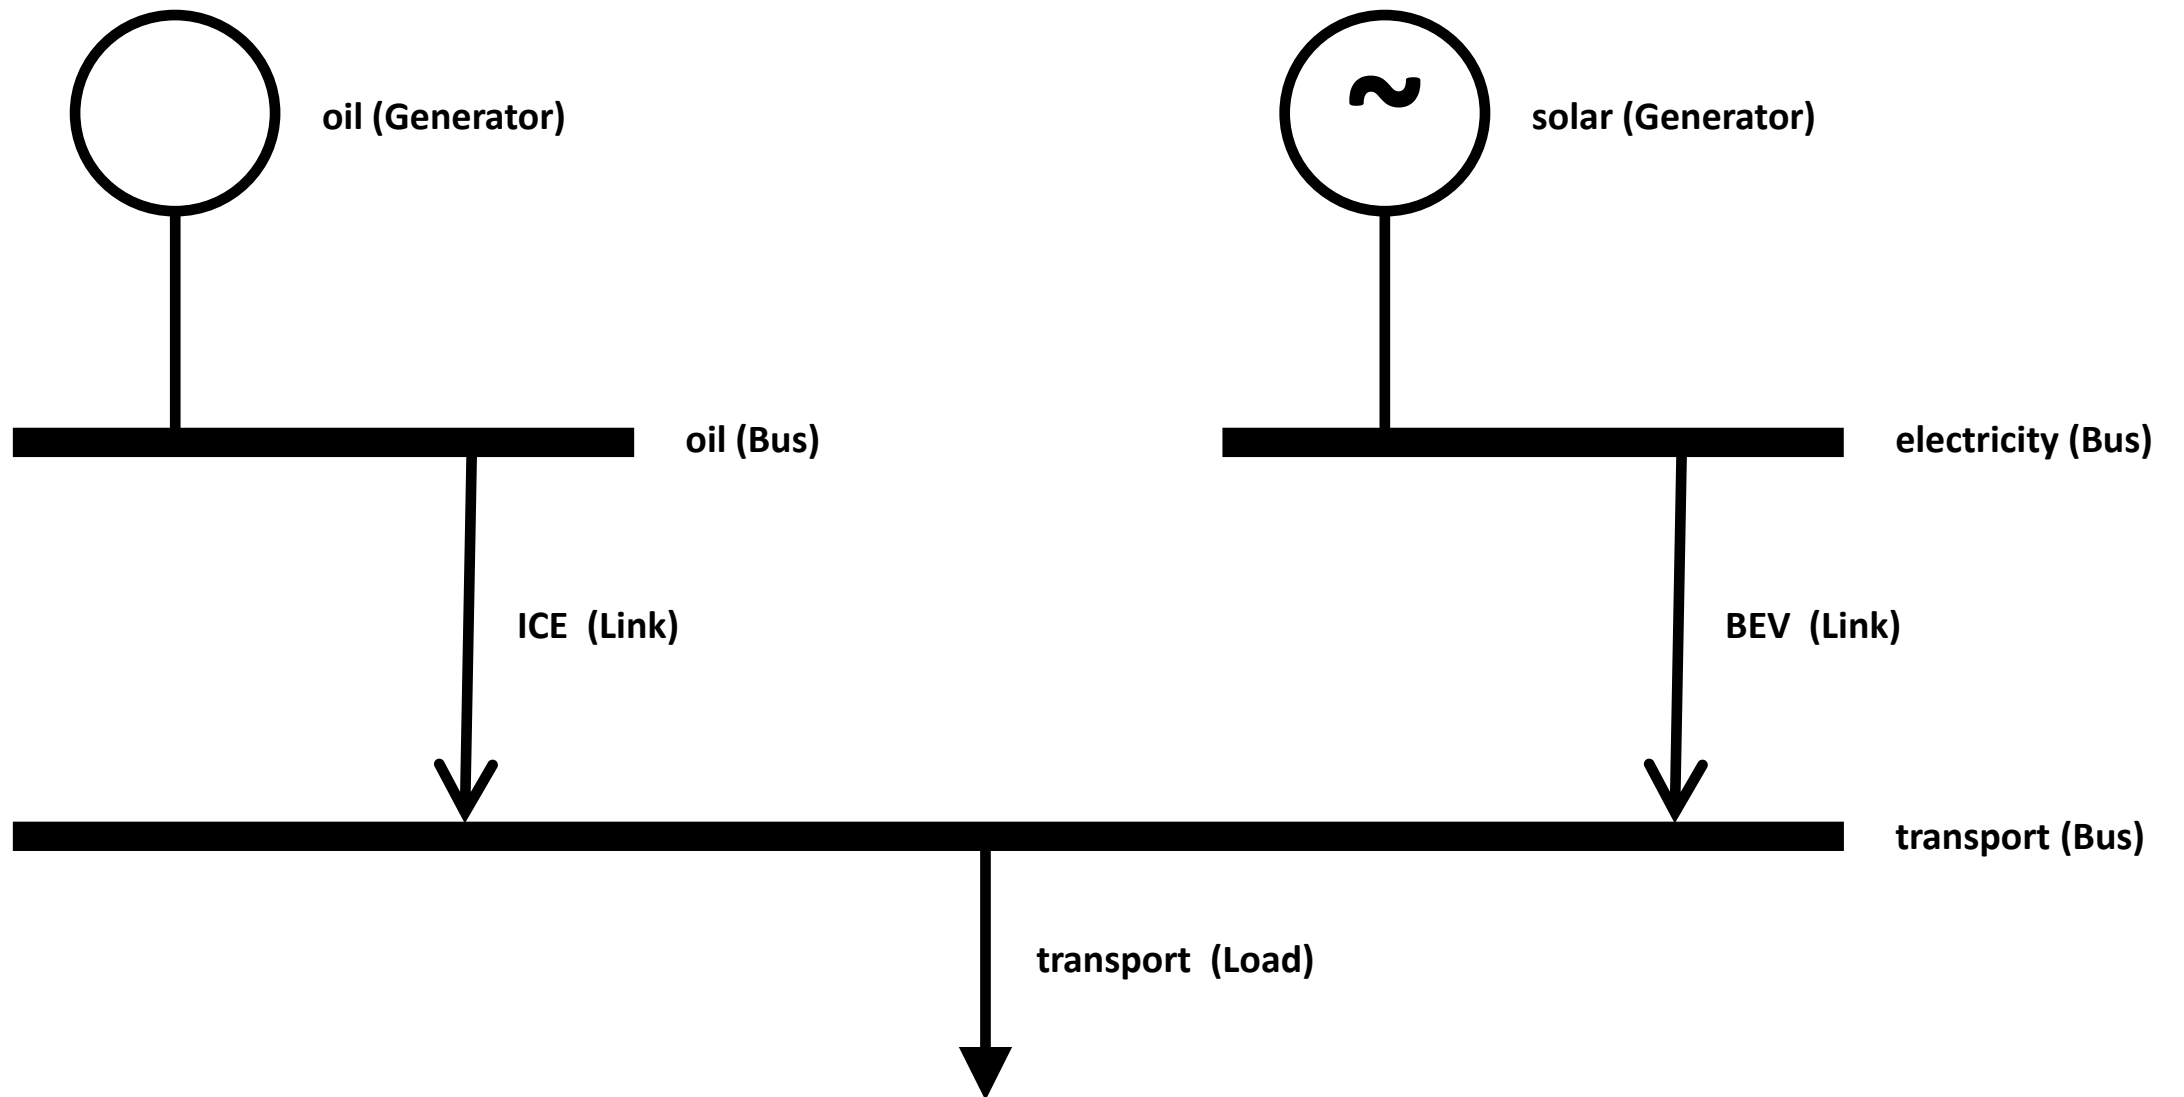 ~
oil (Generator)
solar (Generator)
oil (Bus)
electricity (Bus)
ICE  (Link)
BEV  (Link)
transport (Bus)
transport  (Load)